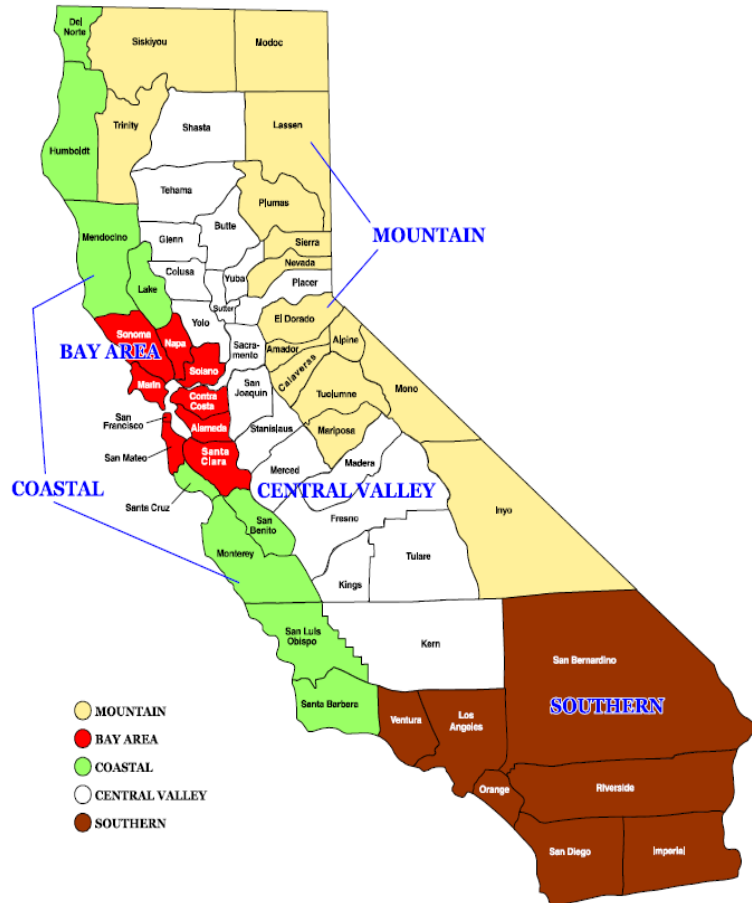 Del
Norte
Siskiyou
Modoc
Trinity
Shasta
Lassen
Humboldt
Tehama
Plumas
Butte
Mendocino
Glenn
Sierra
MOUNTAIN
Nevada
Colusa
Yuba
Placer
Lake
Sutter
El Dorado
Yolo
Sonoma
Napa
Sacra-
mento
Amador
Alpine
BAY AREA
Solano
Calaveras
Marin
San
Joaquin
Mono
Contra
Costa
Tuolumne
San
Francisco
Alameda
Stanislaus
Mariposa
San Mateo
Santa
Clara
Madera
Merced
COASTAL
CENTRAL VALLEY
Santa Cruz
San
Benito
Fresno
Inyo
Monterey
Tulare
Kings
San Luis
Obispo
Kern
San Bernardino
Santa Barbara
SOUTHERN
Ventura
Los
Angeles
MOUNTAIN
BAY AREA
COASTAL
CENTRAL VALLEY
SOUTHERN
Orange
Riverside
San Diego
Imperial